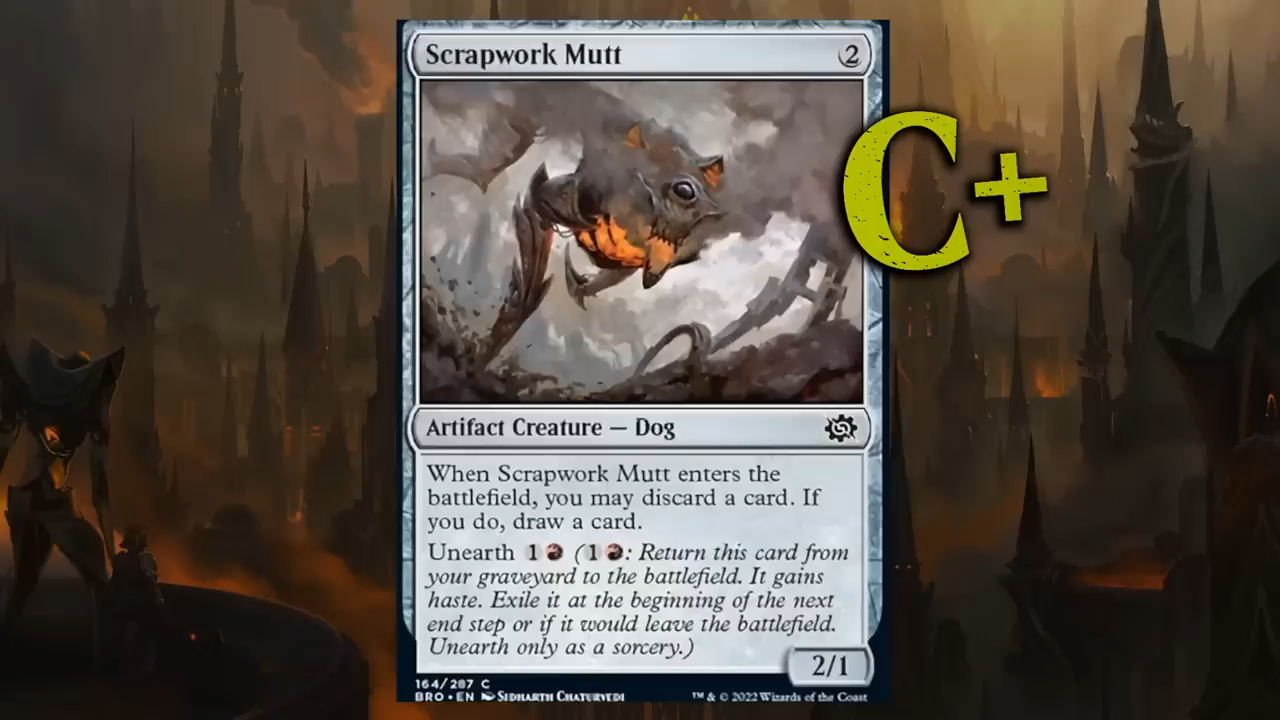 Scrapwork Mutt 2
C+
Artifact Creature — Dog
When Scrapwork Mutt enters the
battlefield, you may discard a card. If
you do, draw a card.
Unearth 1 (1 : Return this card from
your graveyard to the battlefield. It gains
haste. Exile it at the beginning of the next
end step or if it would leave the battlefield.
Unearth only as a sorcery.)
2/1
164/287 C
BRO • EN Sidharth Chaturvedi
™ & © 2022 Wizards of the Coast